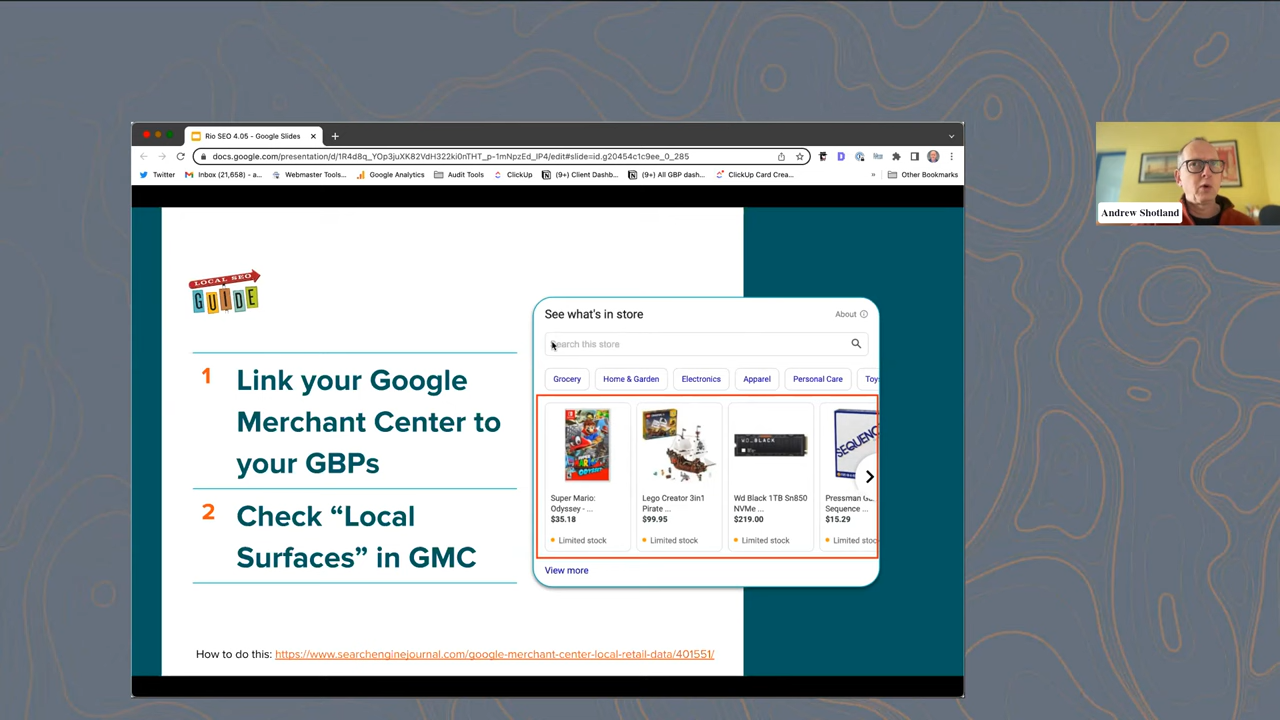 Rio SEO 4.05 - Google Slides
docs.google.com/presentation/d/1R4d8q_YOp3juXK82VdH322ki0nTHT_p-1mNpzEd_IP4/edit#slide=id.g20454c1c9ee_0_285
Twitter
Inbox (21,658) - a...
Webmaster Tools...
Google Analytics
Audit Tools
ClickUp
(9+) Client Dashb...
(9+) All GBP dash...
ClickUp Card Crea...
»
Other Bookmarks
Andrew Shotland
LOCAL SEO
GUIDE
1 Link your Google
Merchant Center to
your GBPs
2 Check “Local
Surfaces” in GMC
See what's in store
About
Search this store
Grocery
Home & Garden
Electronics
Apparel
Personal Care
Toy
Super Mario:
Odyssey - ...
$35.18
Limited stock
Lego Creator 3in1
Pirate ...
$99.95
Limited stock
WD_BLACK
Wd Black 1TB Sn850
NVMe ...
$219.00
Limited stock
SEQUENC
Pressman Ga
Sequence ...
$15.29
Limited stoc
View more
How to do this: https://www.searchenginejournal.com/google-merchant-center-local-retail-data/401551/